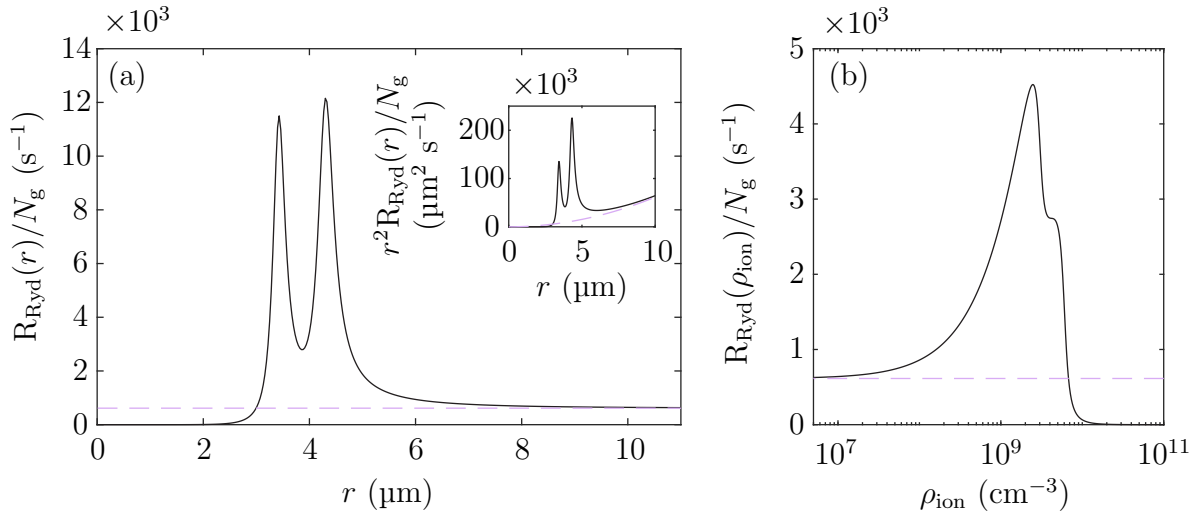 ×10³
(a)
R_Ryd(r)/N_g (s⁻¹)
14
12
10
8
6
4
2
0
0 2 4 6 8 10
r (µm)
×10³
r²R_Ryd(r)/N_g
(µm² s⁻¹)
200
100
0
0 5 10
r (µm)
×10³
(b)
R_Ryd(ρ_ion)/N_g (s⁻¹)
5
4
3
2
1
0
10⁷ 10⁹ 10¹¹
ρ_ion (cm⁻³)